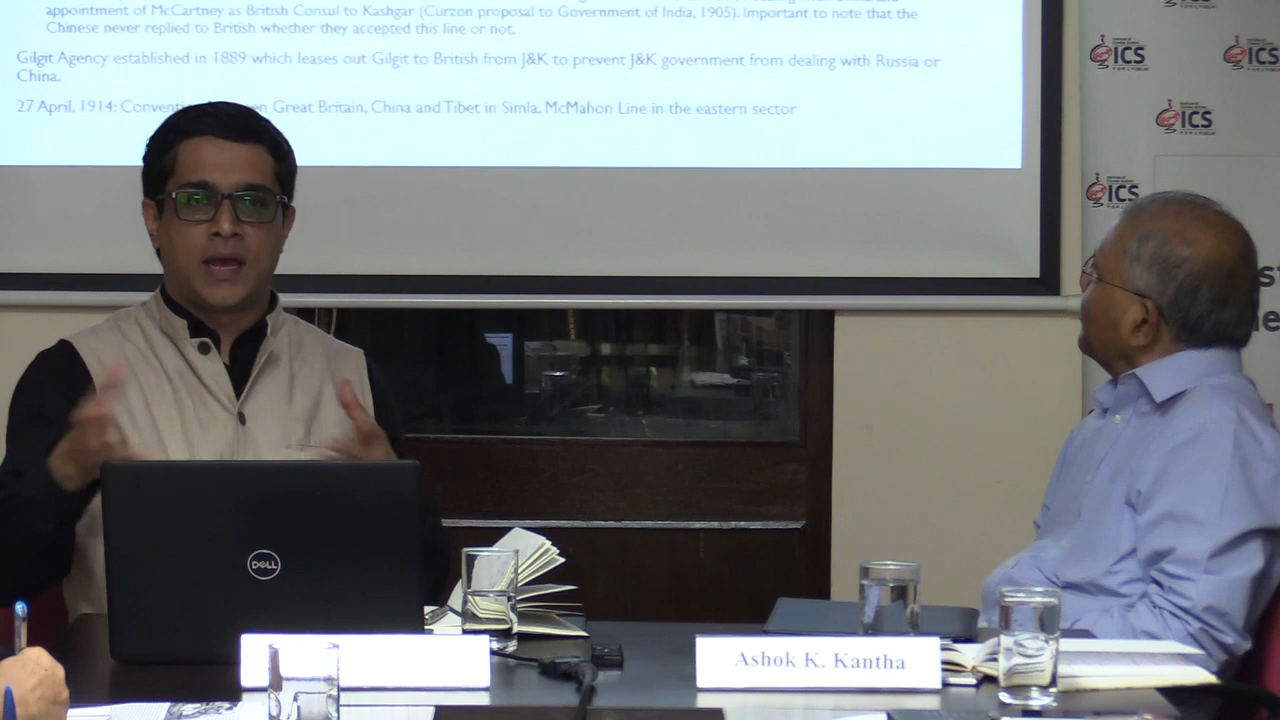 appointment of McCartney as British Consul to Kashgar (Curzon proposal to Government of India, 1905). Important to note that the
Chinese never replied to British whether they accepted this line or not.
Gilgit Agency established in 1889 which leases out Gilgit to British from J&K to prevent J&K government from dealing with Russia or
China.
27 April, 1914: Great Britain, China and Tibet in Simla. McMahon Line in the eastern sector
ICS
ICS
ICS
ICS
DELL
Ashok K. Kantha